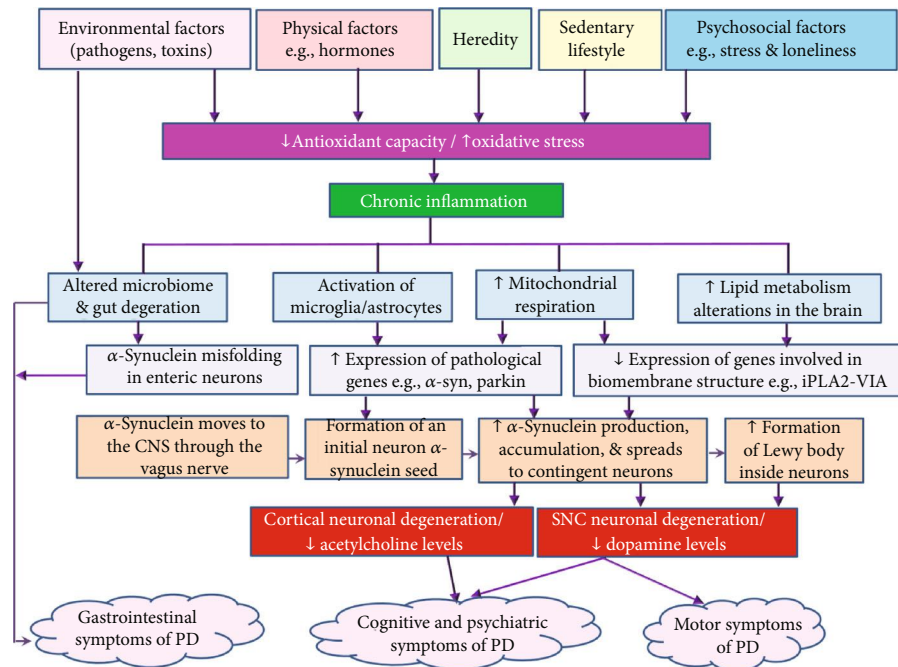 Environmental factors
(pathogens, toxins)
Physical factors
e.g., hormones
Heredity
Sedentary
lifestyle
Psychosocial factors
e.g., stress & loneliness
↓Antioxidant capacity / ↑oxidative stress
Chronic inflammation
Altered microbiome
& gut degeration
Activation of
microglia/astrocytes
↑ Mitochondrial
respiration
↑ Lipid metabolism
alterations in the brain
α-Synuclein misfolding
in enteric neurons
↑ Expression of pathological
genes e.g., α-syn, parkin
↓ Expression of genes involved in
biomembrane structure e.g., iPLA2-VIA
α-Synuclein moves to
the CNS through the
vagus nerve
Formation of an
initial neuron α-
synuclein seed
↑ α-Synuclein production,
accumulation, & spreads
to contingent neurons
↑ Formation
of Lewy body
inside neurons
Cortical neuronal degeneration/
↓ acetylcholine levels
SNC neuronal degeneration/
↓ dopamine levels
Gastrointestinal
symptoms of PD
Cognitive and psychiatric
symptoms of PD
Motor symptoms
of PD